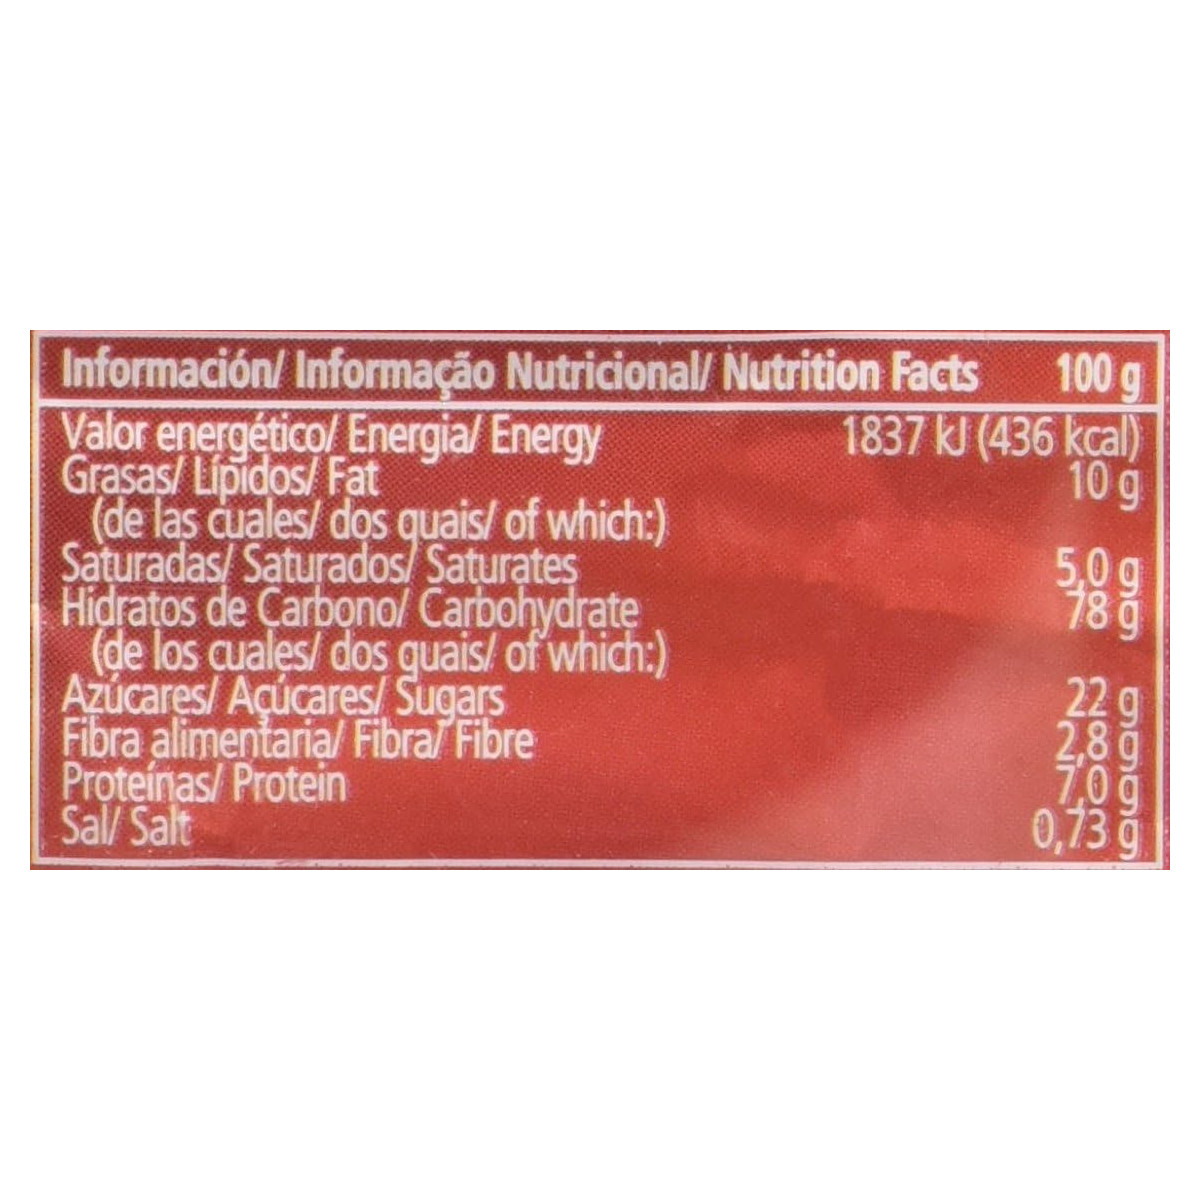 Información/ Informação Nutricional/ Nutrition Facts 100 g
Valor energético/ Energia/ Energy 1837 kJ (436 kcal)
Grasas/ Lípidos/ Fat 10 g
(de las cuales/ dos quais/ of which:)
Saturadas/ Saturados/ Saturates 5,0 g
Hidratos de Carbono/ Carbohydrate 78 g
(de los cuales/ dos quais/ of which:)
Azúcares/ Açúcares/ Sugars 22 g
Fibra alimentaria/ Fibra/ Fibre 2,8 g
Proteínas/ Protein 7,0 g
Sal/ Salt 0,73 g